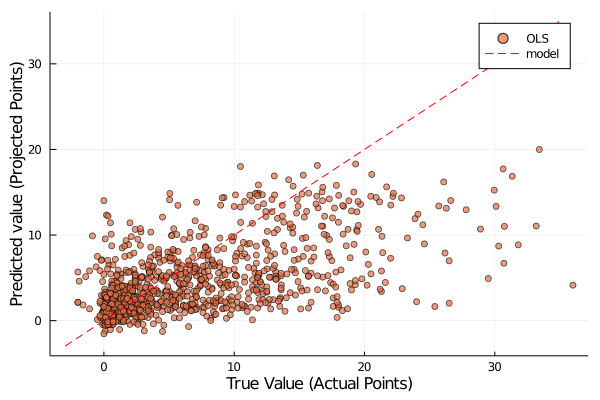 OLS
model
30
20
10
0
Predicted value (Projected Points)
0
10
20
30
True Value (Actual Points)